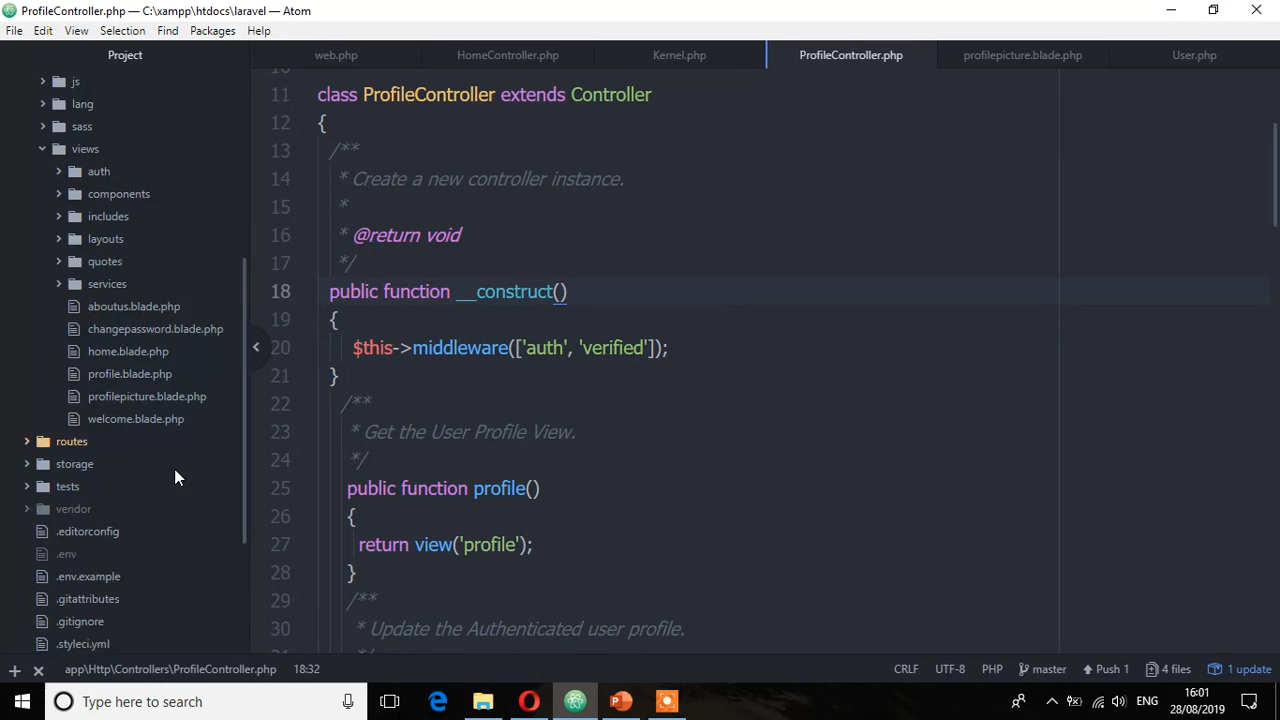 ProfileController.php — C:\xampp\htdocs\laravel — Atom
File Edit View Selection Find Packages Help
Project
web.php HomeController.php Kernel.php ProfileController.php profilepicture.blade.php User.php
js
lang
sass
views
auth
components
includes
layouts
quotes
services
aboutus.blade.php
changepassword.blade.php
home.blade.php
profile.blade.php
profilepicture.blade.php
welcome.blade.php
routes
storage
tests
vendor
.editorconfig
.env
.env.example
.gitattributes
.gitignore
.styleci.yml
10
11 class ProfileController extends Controller
12 {
13 /**
14 * Create a new controller instance.
15 *
16 * @return void
17 */
18 public function __construct()
19 {
20 $this->middleware(['auth', 'verified']);
21 }
22 /**
23 * Get the User Profile View.
24 */
25 public function profile()
26 {
27 return view('profile');
28 }
29 /**
30 * Update the Authenticated user profile.
31 */
app\Http\Controllers\ProfileController.php 18:32 CRLF UTF-8 PHP master Push 1 4 files 1 update
Type here to search
ENG
16:01
28/08/2019